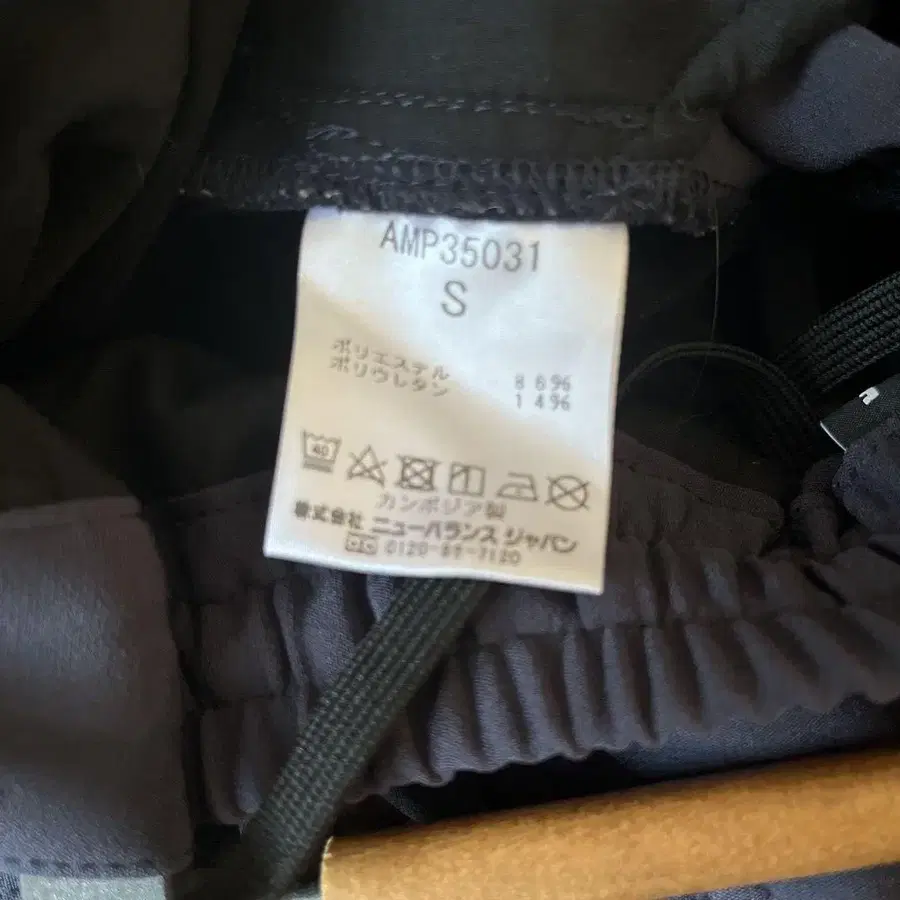 AMP35031
S
ポリエステル 86%
ポリウレタン 14%
40
カンボジア製
株式会社 ニューバランス ジャパン
0120-85-7120